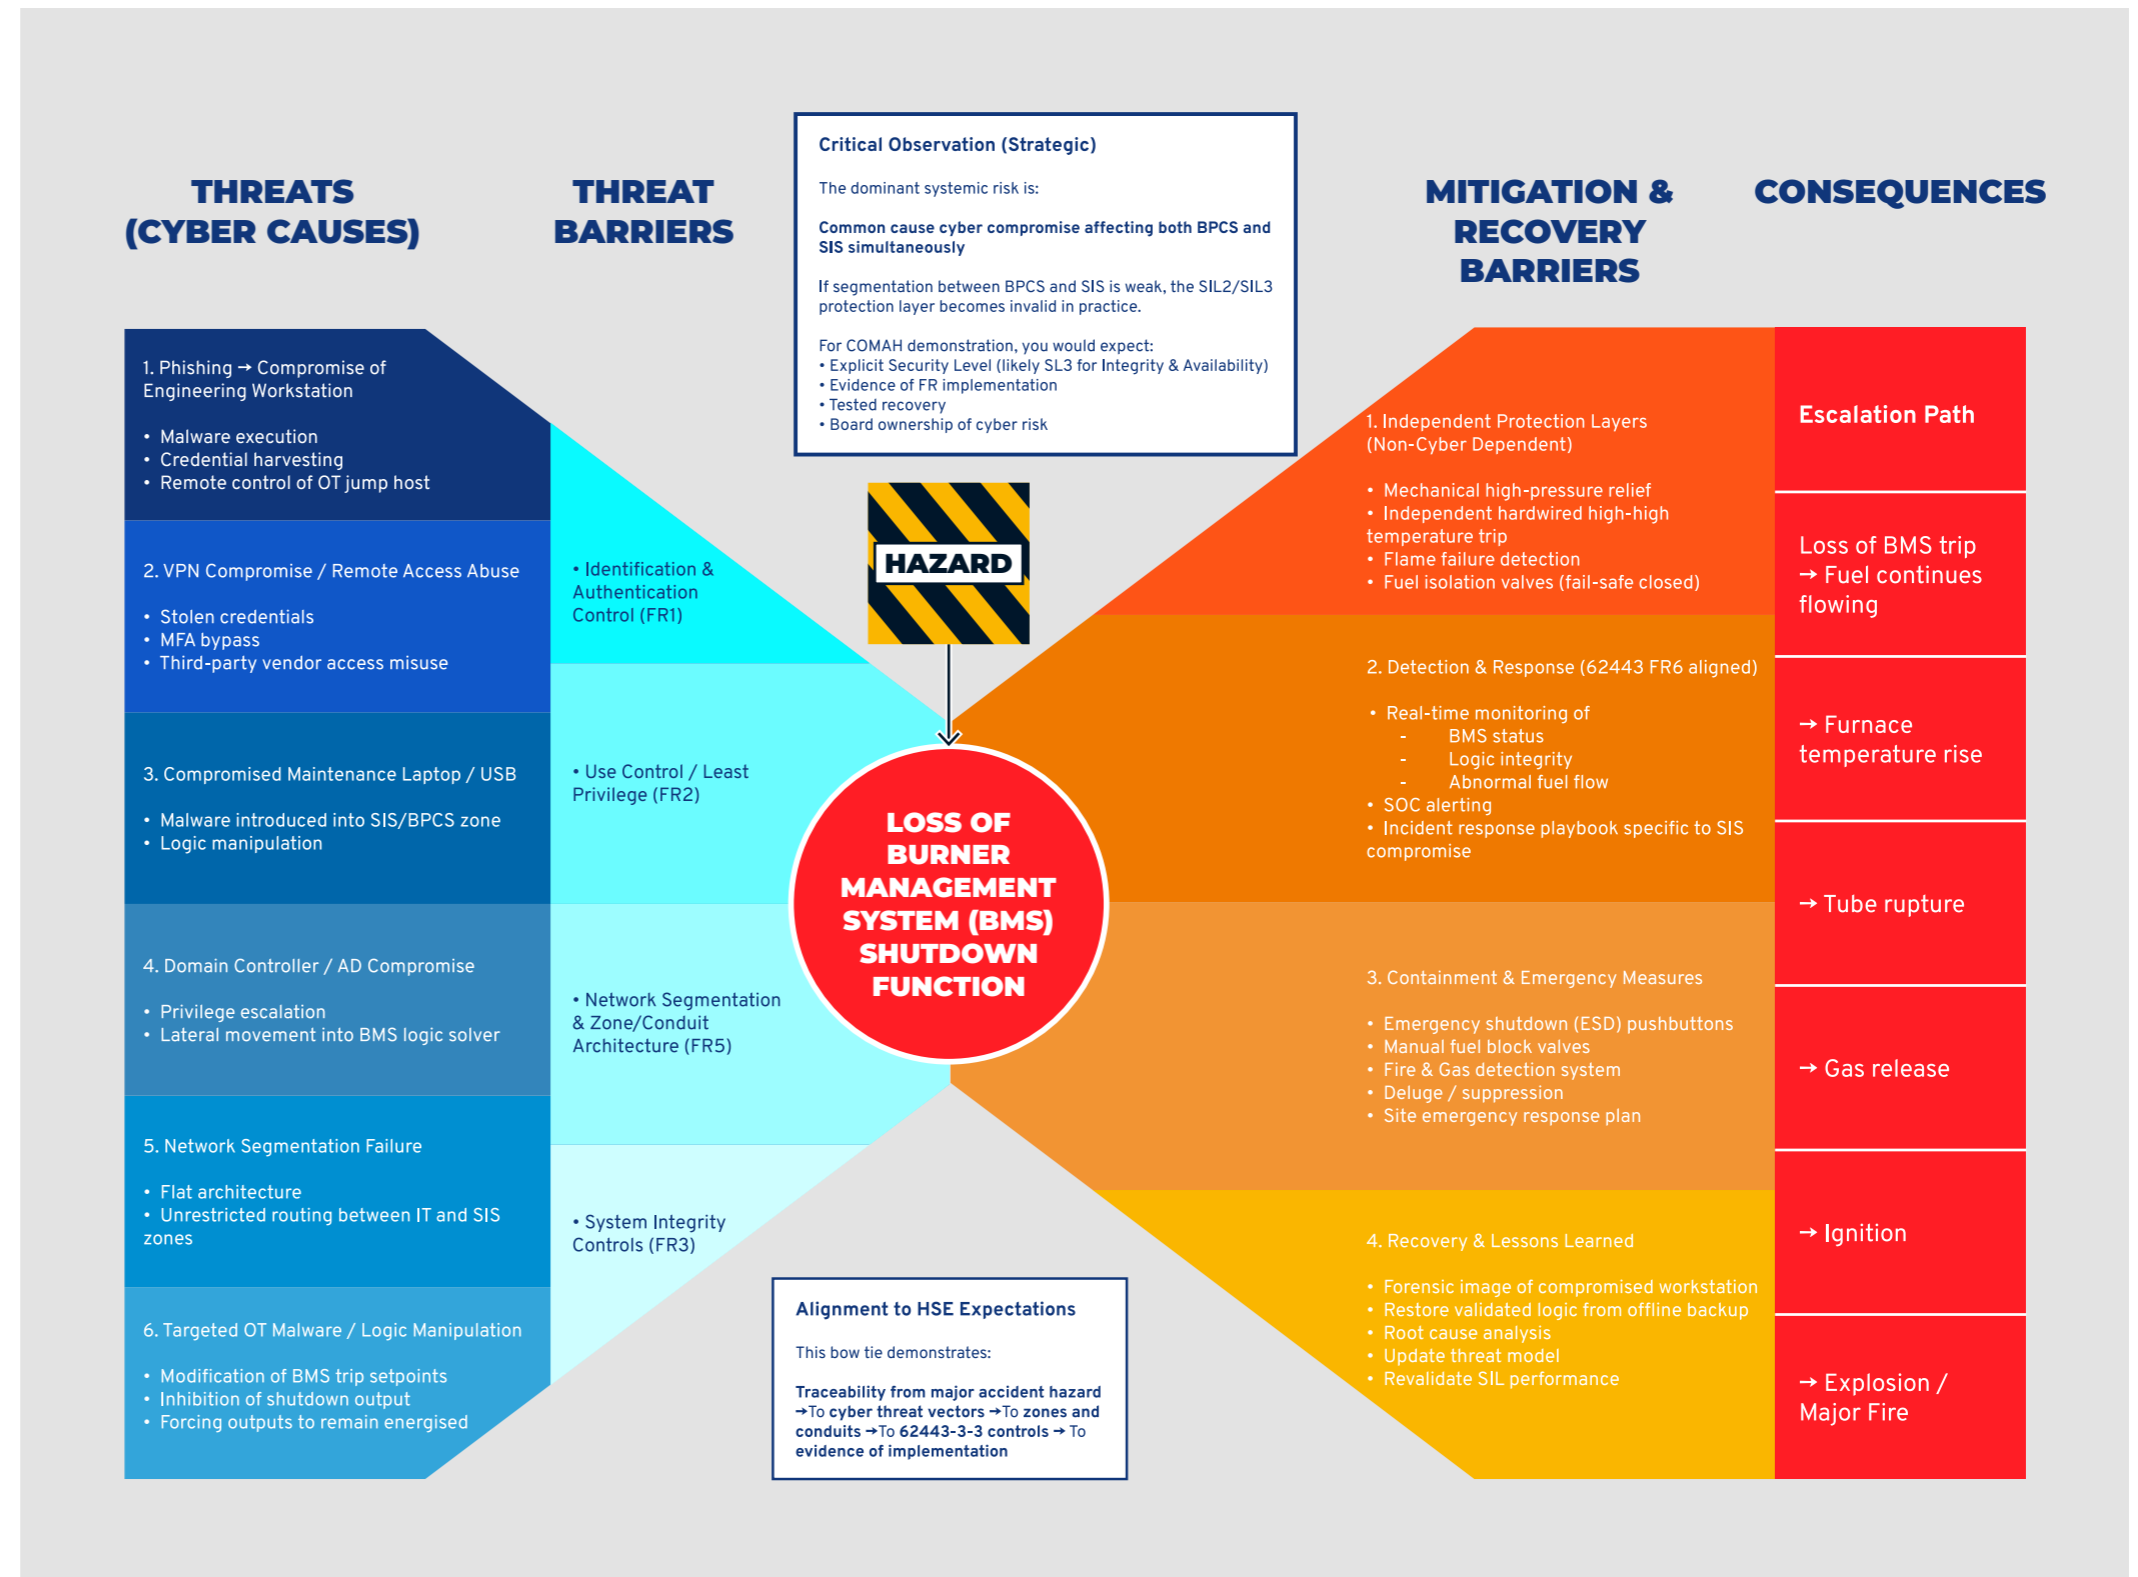 THREATS
(CYBER CAUSES)
THREAT
BARRIERS
Critical Observation (Strategic)
The dominant systemic risk is:
Common cause cyber compromise affecting both BPCS and
SIS simultaneously
If segmentation between BPCS and SIS is weak, the SIL2/SIL3
protection layer becomes invalid in practice.
For COMAH demonstration, you would expect:
• Explicit Security Level (likely SL3 for Integrity & Availability)
• Evidence of FR implementation
• Tested recovery
• Board ownership of cyber risk
MITIGATION &
RECOVERY
BARRIERS
CONSEQUENCES
1. Phishing → Compromise of
Engineering Workstation
• Malware execution
• Credential harvesting
• Remote control of OT jump host
2. VPN Compromise / Remote Access Abuse
• Stolen credentials
• MFA bypass
• Third-party vendor access misuse
3. Compromised Maintenance Laptop / USB
• Malware introduced into SIS/BPCS zone
• Logic manipulation
4. Domain Controller / AD Compromise
• Privilege escalation
• Lateral movement into BMS logic solver
5. Network Segmentation Failure
• Flat architecture
• Unrestricted routing between IT and SIS
zones
6. Targeted OT Malware / Logic Manipulation
• Modification of BMS trip setpoints
• Inhibition of shutdown output
• Forcing outputs to remain energised
• Identification &
Authentication
Control (FR1)
• Use Control / Least
Privilege (FR2)
• Network Segmentation
& Zone/Conduit
Architecture (FR5)
• System Integrity
Controls (FR3)
HAZARD
LOSS OF
BURNER
MANAGEMENT
SYSTEM (BMS)
SHUTDOWN
FUNCTION
Alignment to HSE Expectations
This bow tie demonstrates:
Traceability from major accident hazard
→To cyber threat vectors →To zones and
conduits →To 62443-3-3 controls → To
evidence of implementation
1. Independent Protection Layers
(Non-Cyber Dependent)
• Mechanical high-pressure relief
• Independent hardwired high-high
temperature trip
• Flame failure detection
• Fuel isolation valves (fail-safe closed)
2. Detection & Response (62443 FR6 aligned)
• Real-time monitoring of
- BMS status
- Logic integrity
- Abnormal fuel flow
• SOC alerting
• Incident response playbook specific to SIS
compromise
3. Containment & Emergency Measures
• Emergency shutdown (ESD) pushbuttons
• Manual fuel block valves
• Fire & Gas detection system
• Deluge / suppression
• Site emergency response plan
4. Recovery & Lessons Learned
• Forensic image of compromised workstation
• Restore validated logic from offline backup
• Root cause analysis
• Update threat model
• Revalidate SIL performance
Escalation Path
Loss of BMS trip
→ Fuel continues
flowing
→ Furnace
temperature rise
→ Tube rupture
→ Gas release
→ Ignition
→ Explosion /
Major Fire